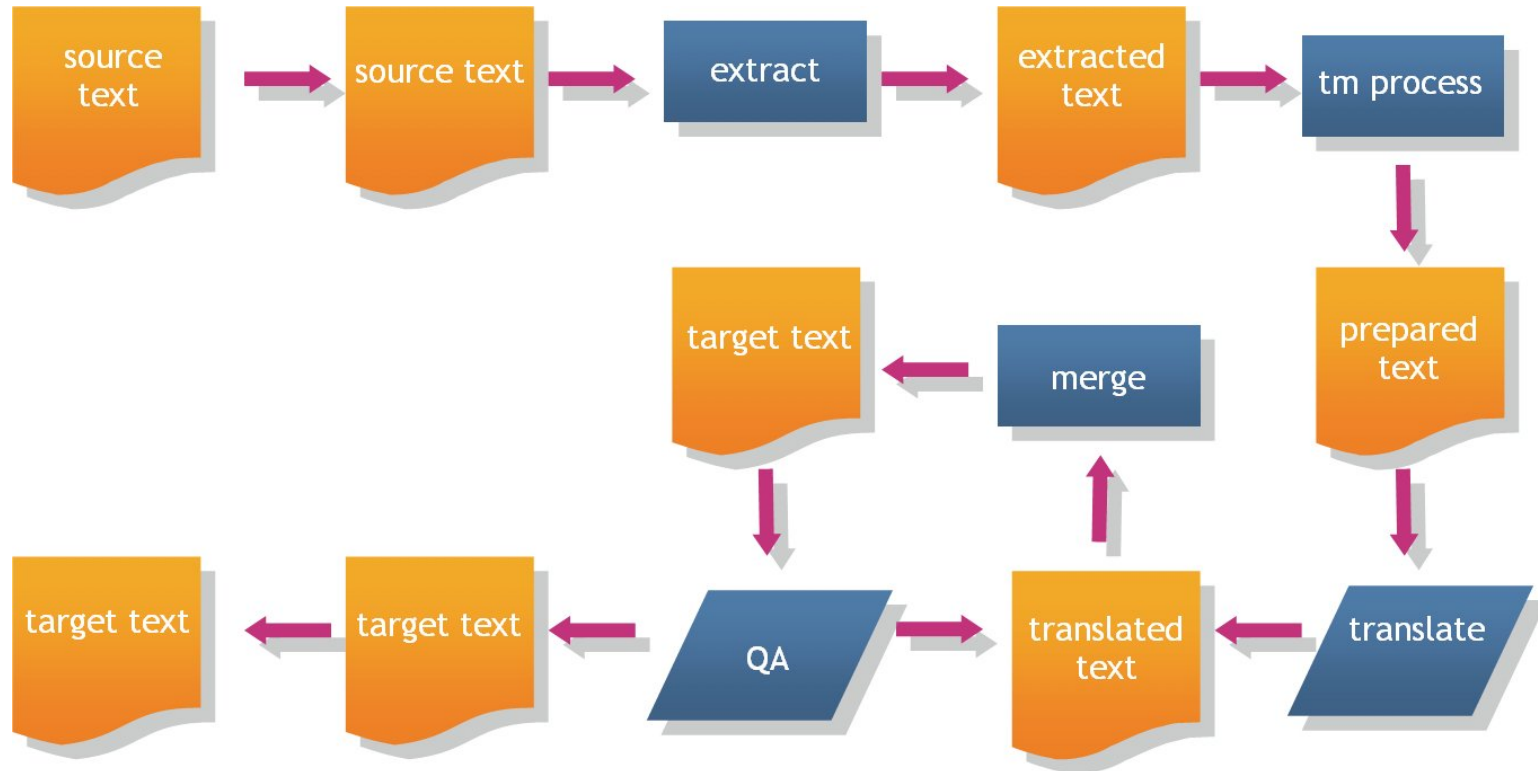 source
text
source text
extract
extracted
text
tm process
target text
merge
prepared
text
target text
target text
QA
translated
text
translate